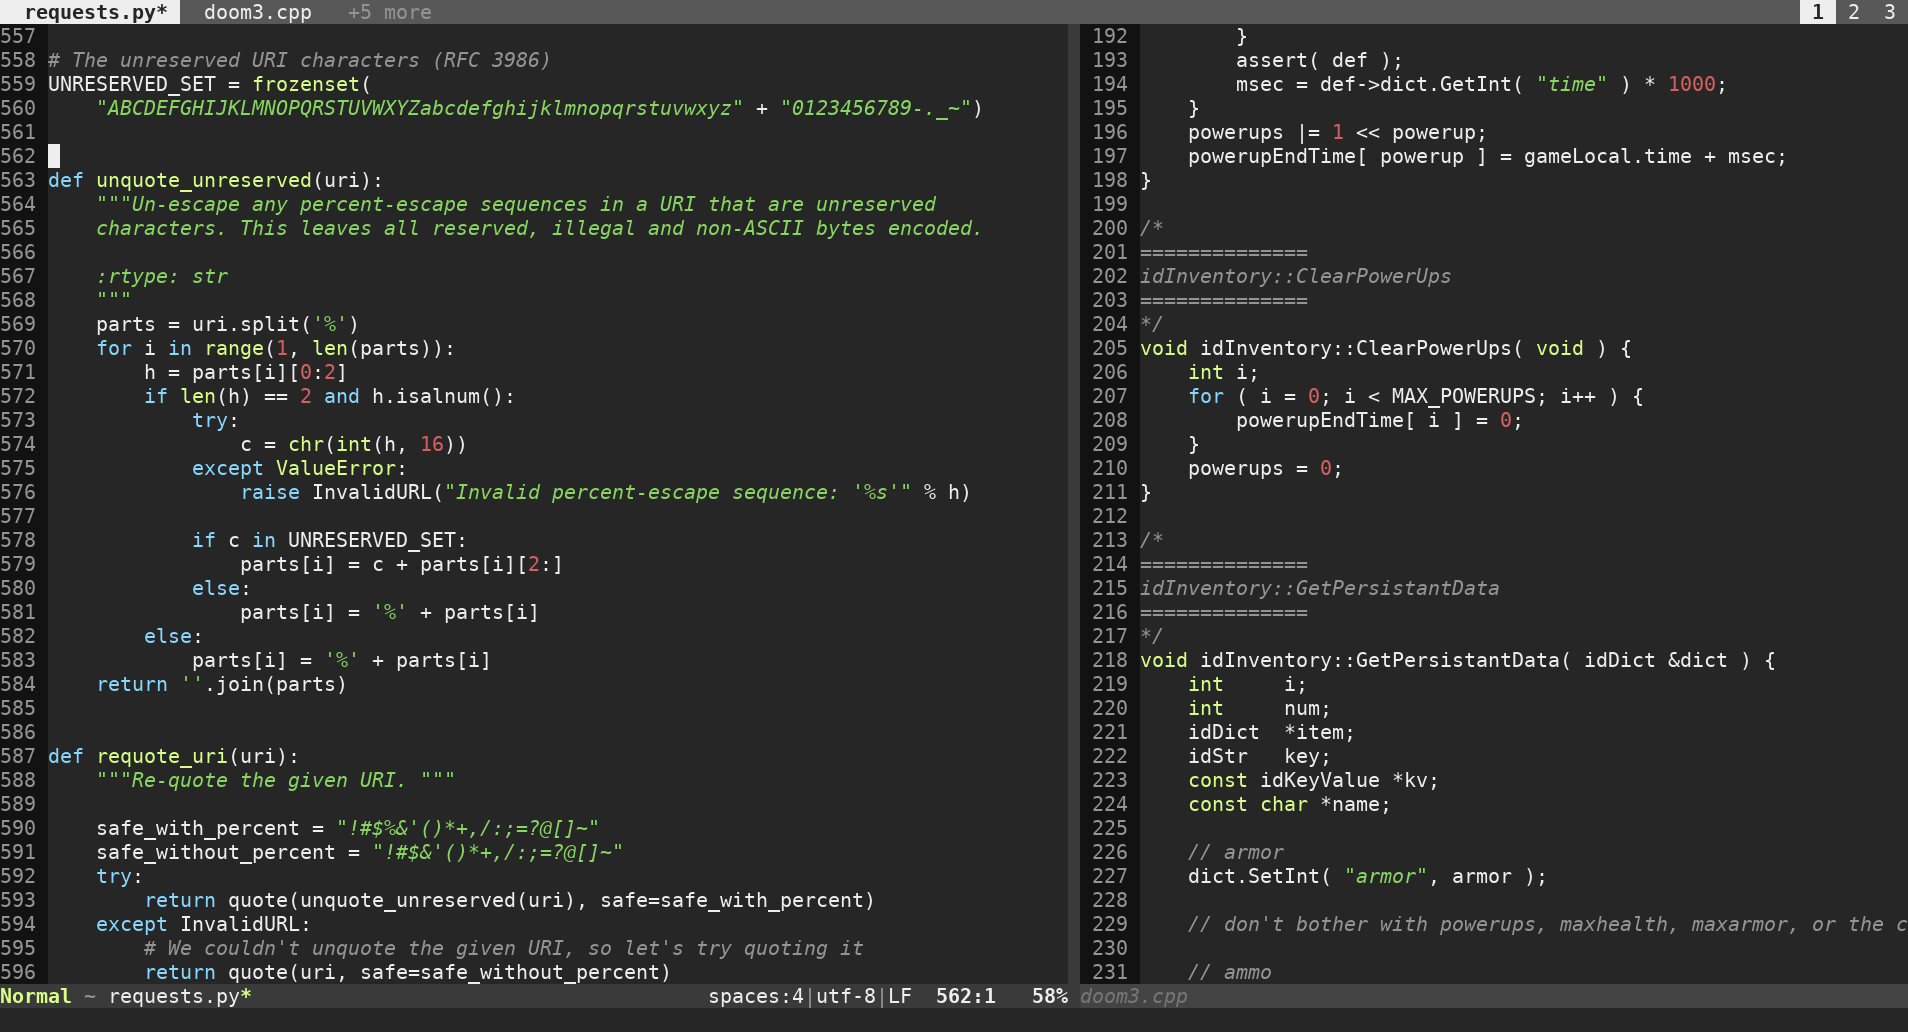 requests.py* doom3.cpp +5 more 1 2 3
557
558 # The unreserved URI characters (RFC 3986)
559 UNRESERVED_SET = frozenset(
560     "ABCDEFGHIJKLMNOPQRSTUVWXYZabcdefghijklmnopqrstuvwxyz" + "0123456789-._~")
561
562
563 def unquote_unreserved(uri):
564     """Un-escape any percent-escape sequences in a URI that are unreserved
565     characters. This leaves all reserved, illegal and non-ASCII bytes encoded.
566
567     :rtype: str
568     """
569     parts = uri.split('%')
570     for i in range(1, len(parts)):
571         h = parts[i][0:2]
572         if len(h) == 2 and h.isalnum():
573             try:
574                 c = chr(int(h, 16))
575             except ValueError:
576                 raise InvalidURL("Invalid percent-escape sequence: '%s'" % h)
577
578             if c in UNRESERVED_SET:
579                 parts[i] = c + parts[i][2:]
580             else:
581                 parts[i] = '%' + parts[i]
582         else:
583             parts[i] = '%' + parts[i]
584     return ''.join(parts)
585
586
587 def requote_uri(uri):
588     """Re-quote the given URI. """
589
590     safe_with_percent = "!#$%&'()*+,/:;=?@[]~"
591     safe_without_percent = "!#$&'()*+,/:;=?@[]~"
592     try:
593         return quote(unquote_unreserved(uri), safe=safe_with_percent)
594     except InvalidURL:
595         # We couldn't unquote the given URI, so let's try quoting it
596         return quote(uri, safe=safe_without_percent)
Normal ~ requests.py* spaces:4|utf-8|LF 562:1 58%
192         }
193         assert( def );
194         msec = def->dict.GetInt( "time" ) * 1000;
195     }
196     powerups |= 1 << powerup;
197     powerupEndTime[ powerup ] = gameLocal.time + msec;
198 }
199
200 /*
201 ==============
202 idInventory::ClearPowerUps
203 ==============
204 */
205 void idInventory::ClearPowerUps( void ) {
206     int i;
207     for ( i = 0; i < MAX_POWERUPS; i++ ) {
208         powerupEndTime[ i ] = 0;
209     }
210     powerups = 0;
211 }
212
213 /*
214 ==============
215 idInventory::GetPersistantData
216 ==============
217 */
218 void idInventory::GetPersistantData( idDict &dict ) {
219     int     i;
220     int     num;
221     idDict  *item;
222     idStr   key;
223     const idKeyValue *kv;
224     const char *name;
225
226     // armor
227     dict.SetInt( "armor", armor );
228
229     // don't bother with powerups, maxhealth, maxarmor, or the c
230
231     // ammo
doom3.cpp